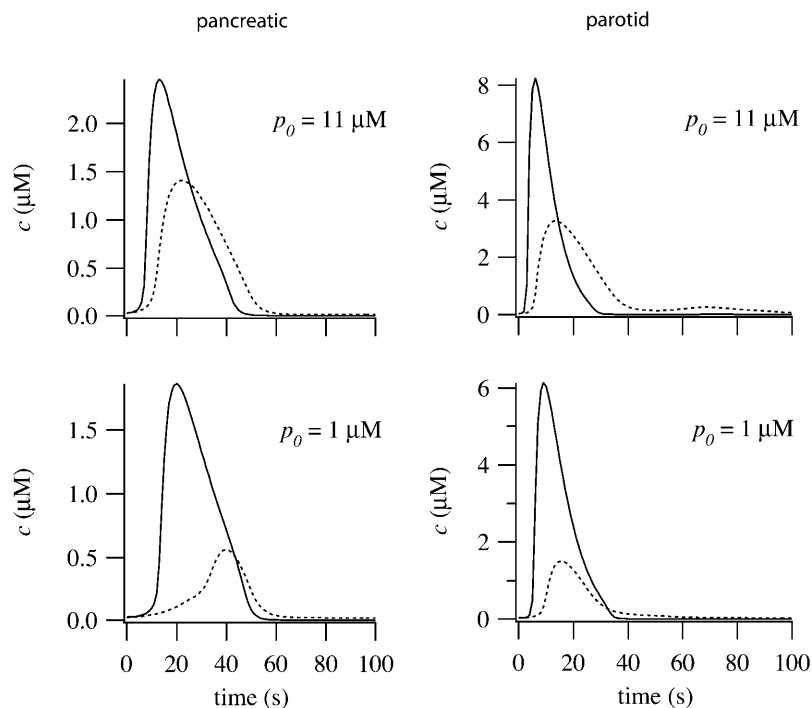 pancreatic
parotid
p0 = 11 μM
c (μM)
2.0
1.5
1.0
0.5
0.0
p0 = 11 μM
c (μM)
8
6
4
2
0
p0 = 1 μM
c (μM)
1.5
1.0
0.5
0.0
0 20 40 60 80 100
time (s)
p0 = 1 μM
c (μM)
6
4
2
0
0 20 40 60 80 100
time (s)